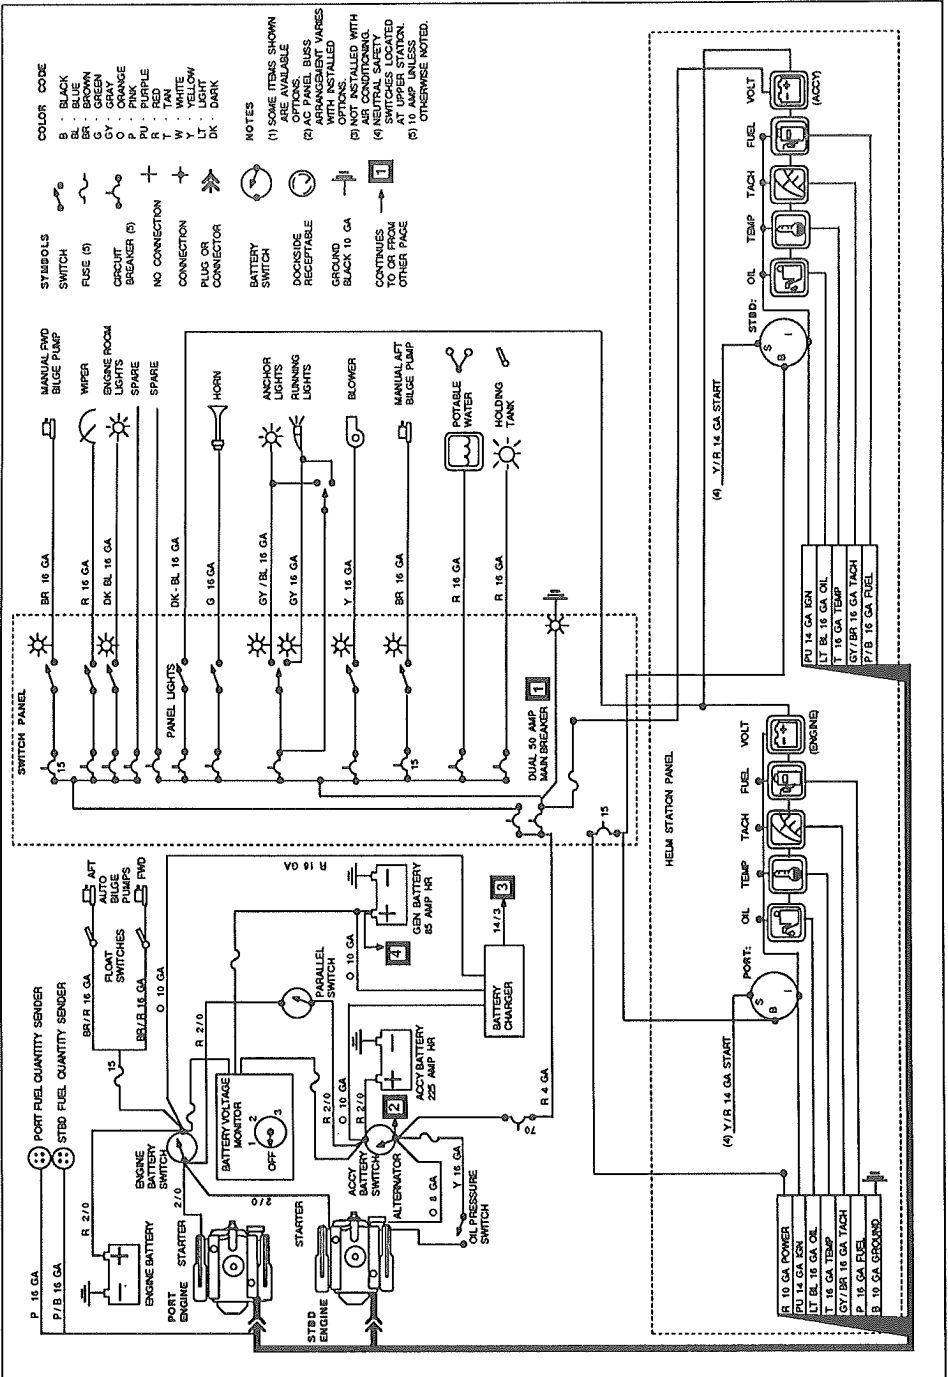 COLOR CODE
B - BLACK
BL - BLUE
BR - BROWN
G - GREEN
GY - GRAY
O - ORANGE
P - PINK
PU - PURPLE
R - RED
T - TAN
W - WHITE
Y - YELLOW
LT - LIGHT
DK - DARK
NOTES
(1) SOME ITEMS SHOWN
ARE AVAILABLE
OPTIONS.
(2) AC PANEL BUSS
ARRANGEMENT VARIES
WITH INSTALLED
OPTIONS.
(3) NOT INSTALLED WITH
AIR CONDITIONING.
(4) NEUTRAL SAFETY
SWITCHES LOCATED
AT UPPER STATION.
(5) 10 AMP UNLESS
OTHERWISE NOTED.
SYMBOLS
SWITCH
FUSE (5)
CIRCUIT
BREAKER (5)
NO CONNECTION
CONNECTION
PLUG OR
CONNECTOR
BATTERY
SWITCH
DOCKSIDE
RECEPTABLE
GROUND
BLACK 10 GA
CONTINUES
TO OR FROM
OTHER PAGE
1
MANUAL FWD
BILGE PUMP
WIPER
ENGINE ROOM
LIGHTS
SPARE
SPARE
HORN
ANCHOR
LIGHTS
RUNNING
LIGHTS
BLOWER
MANUAL AFT
BILGE PUMP
POTABLE
WATER
HOLDING
TANK
BR 16 GA
R 16 GA
DK BL 16 GA
DK - BL 16 GA
G 16 GA
GY / BL 16 GA
GY 16 GA
Y 16 GA
BR 16 GA
R 16 GA
R 16 GA
SWITCH PANEL
PANEL LIGHTS
15
15
DUAL 50 AMP
MAIN BREAKER
1
PORT FUEL QUANTITY SENDER
STBD FUEL QUANTITY SENDER
P 16 GA
P/B 16 GA
AFT
AUTO
BILGE
PUMPS
FWD
FLOAT
SWITCHES
BR/R 16 GA
BR/R 16 GA
15
O 10 GA
R 16 GA
R 2/0
ENGINE BATTERY
ENGINE
BATTERY
SWITCH
2/0
2/0
R 2/0
PARALLEL
SWITCH
BATTERY VOLTAGE
MONITOR
OFF
1
2
3
GEN BATTERY
85 AMP HR
O 10 GA
4
14/3
3
BATTERY
CHARGER
ACCY BATTERY
225 AMP HR
R 2/0
O 10 GA
R 2/0
2
ACCY
BATTERY
SWITCH
ALTERNATOR
O 8 GA
Y 16 GA
OIL PRESSURE
SWITCH
70
R 4 GA
STARTER
PORT
ENGINE
STARTER
STBD
ENGINE
HELM STATION PANEL
15
VOLT
(ACCY)
FUEL
TACH
TEMP
OIL
STBD:
S
B
I
(4) Y/R 14 GA START
PU 14 GA IGN
LT BL 16 GA OIL
T 16 GA TEMP
GY/BR 16 GA TACH
P/B 16 GA FUEL
VOLT
(ENGINE)
FUEL
TACH
TEMP
OIL
PORT:
S
B
I
(4) Y/R 14 GA START
R 10 GA POWER
PU 14 GA IGN
LT BL 16 GA OIL
T 16 GA TEMP
GY/BR 16 GA TACH
P 16 GA FUEL
B 10 GA GROUND